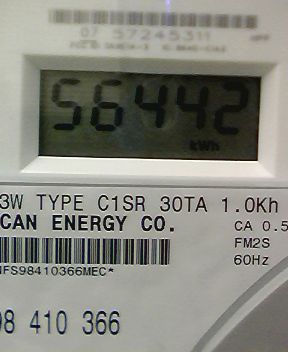 07 57245311
56442
kWh
3W TYPE C1SR 30TA 1.0Kh
CAN ENERGY CO.
CA 0.5
FM2S
60Hz
NFS98410366MEC*
98 410 366